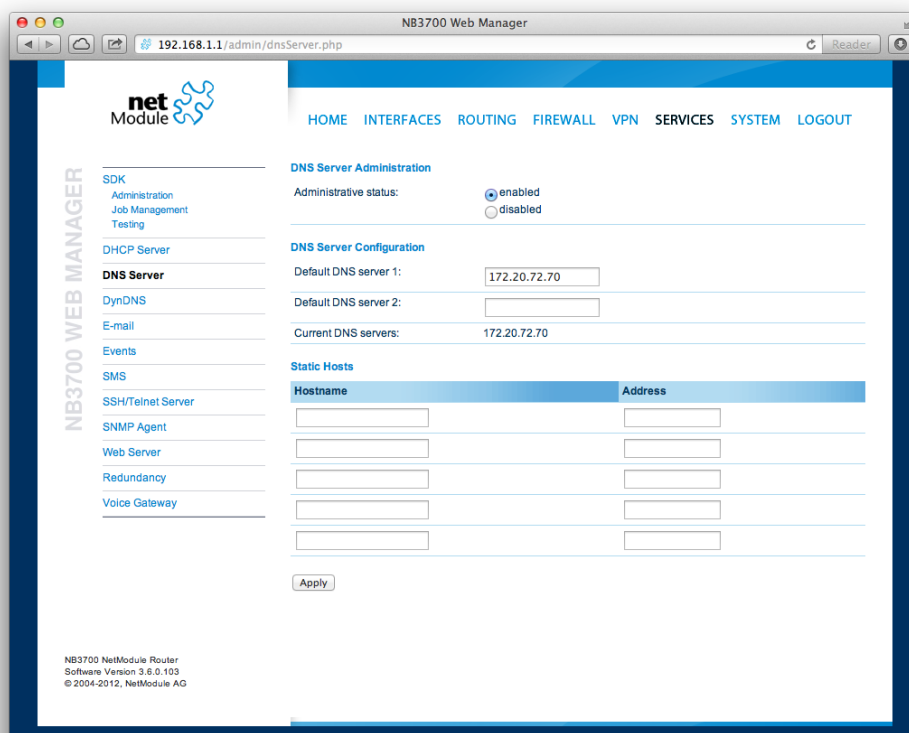 NB3700 Web Manager
192.168.1.1/admin/dnsServer.php
Reader
net
Module
HOME INTERFACES ROUTING FIREWALL VPN SERVICES SYSTEM LOGOUT
NB3700 WEB MANAGER
SDK
Administration
Job Management
Testing
DHCP Server
DNS Server
DynDNS
E-mail
Events
SMS
SSH/Telnet Server
SNMP Agent
Web Server
Redundancy
Voice Gateway
DNS Server Administration
Administrative status:
enabled
disabled
DNS Server Configuration
Default DNS server 1: 172.20.72.70
Default DNS server 2:
Current DNS servers: 172.20.72.70
Static Hosts
Hostname Address
Apply
NB3700 NetModule Router
Software Version 3.6.0.103
© 2004-2012, NetModule AG